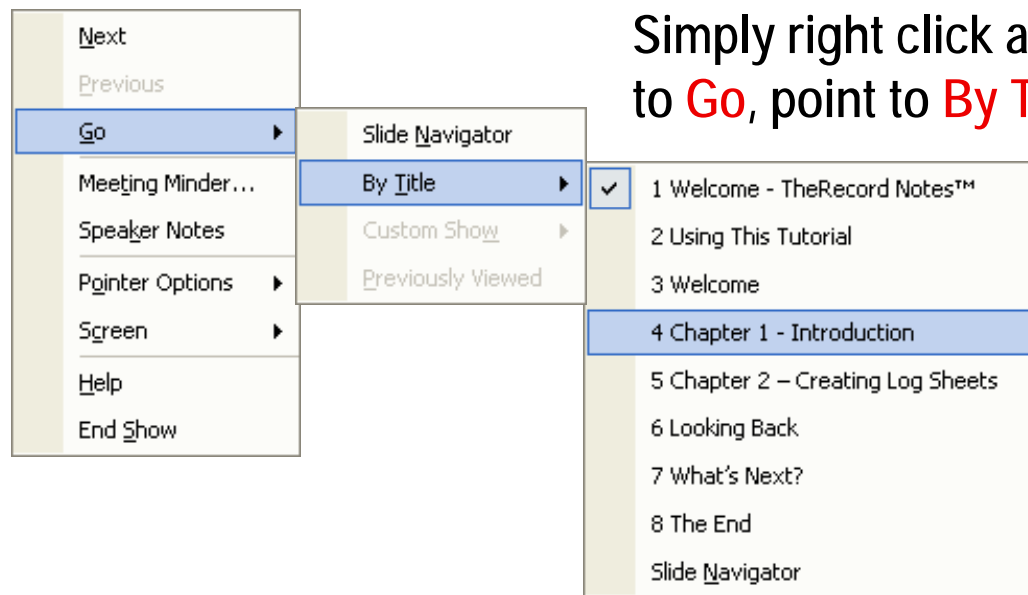 Simply right click a
to Go, point to By T
Next
Previous
Go
Meeting Minder...
Speaker Notes
Pointer Options
Screen
Help
End Show
Slide Navigator
By Title
Custom Show
Previously Viewed
1 Welcome - TheRecord Notes™
2 Using This Tutorial
3 Welcome
4 Chapter 1 - Introduction
5 Chapter 2 – Creating Log Sheets
6 Looking Back
7 What's Next?
8 The End
Slide Navigator